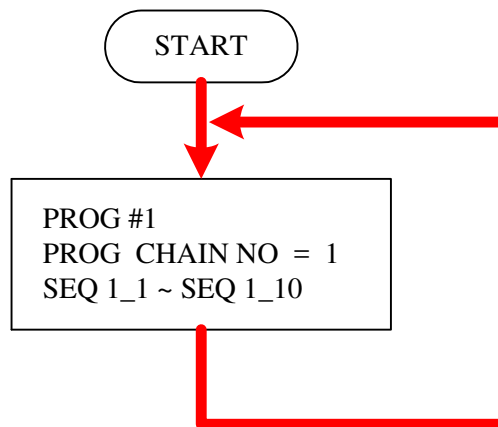 START
PROG #1
PROG CHAIN NO = 1
SEQ 1_1 ~ SEQ 1_10